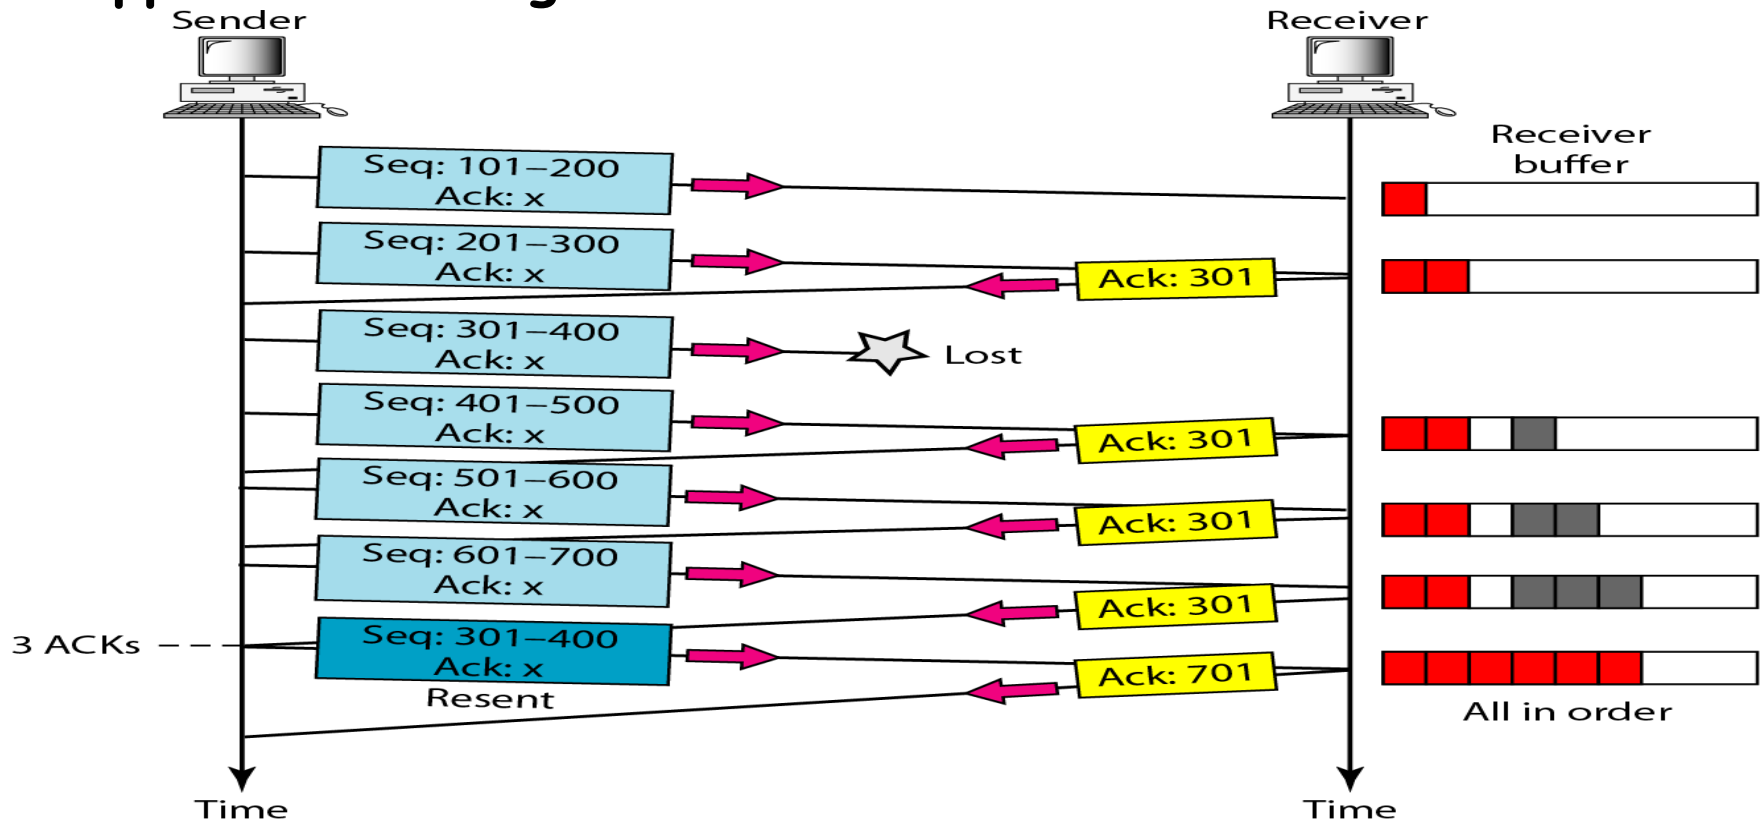 Sender
Receiver
Receiver
buffer
Seq: 101–200
Ack: x
Seq: 201–300
Ack: x
Ack: 301
Seq: 301–400
Ack: x
Lost
Seq: 401–500
Ack: x
Ack: 301
Seq: 501–600
Ack: x
Ack: 301
Seq: 601–700
Ack: x
Ack: 301
3 ACKs
Seq: 301–400
Ack: x
Resent
Ack: 701
All in order
Time
Time